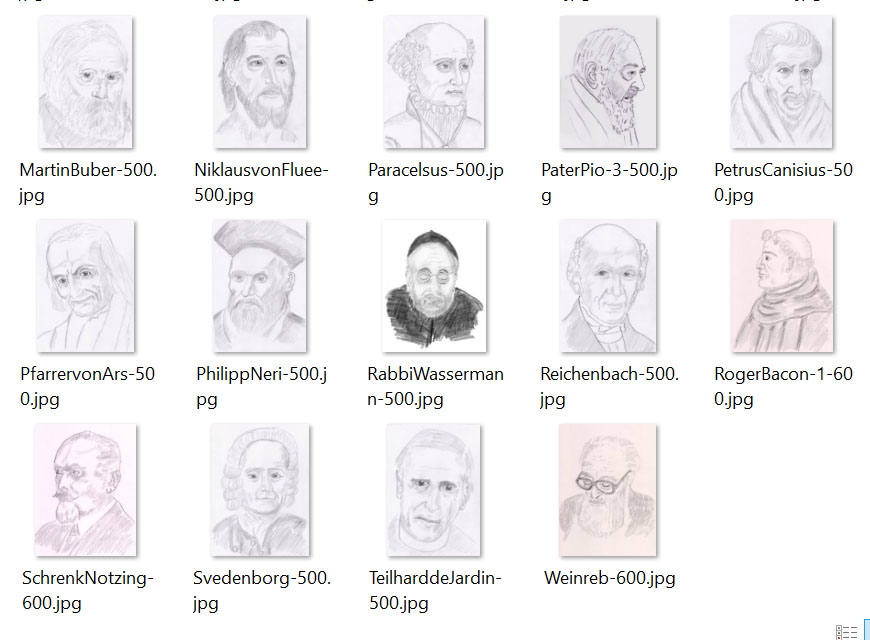 MartinBuber-500.
jpg
NiklausvonFluee-
500.jpg
Paracelsus-500.jp
g
PaterPio-3-500.jp
g
PetrusCanisius-50
0.jpg
PfarrervonArs-50
0.jpg
PhilippNeri-500.j
pg
RabbiWasserman
n-500.jpg
Reichenbach-500.
jpg
RogerBacon-1-60
0.jpg
SchrenkNotzing-
600.jpg
Svedenborg-500.
jpg
TeilharddeJardin-
500.jpg
Weinreb-600.jpg